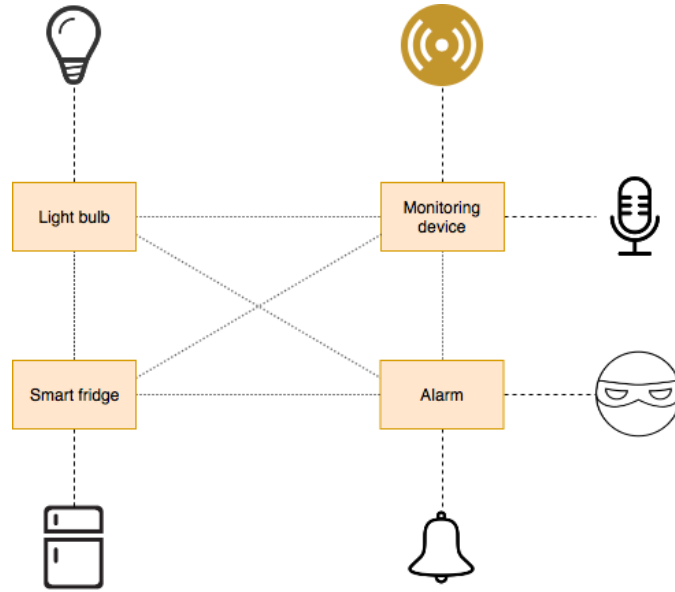 Light bulb
Monitoring
device
Smart fridge
Alarm